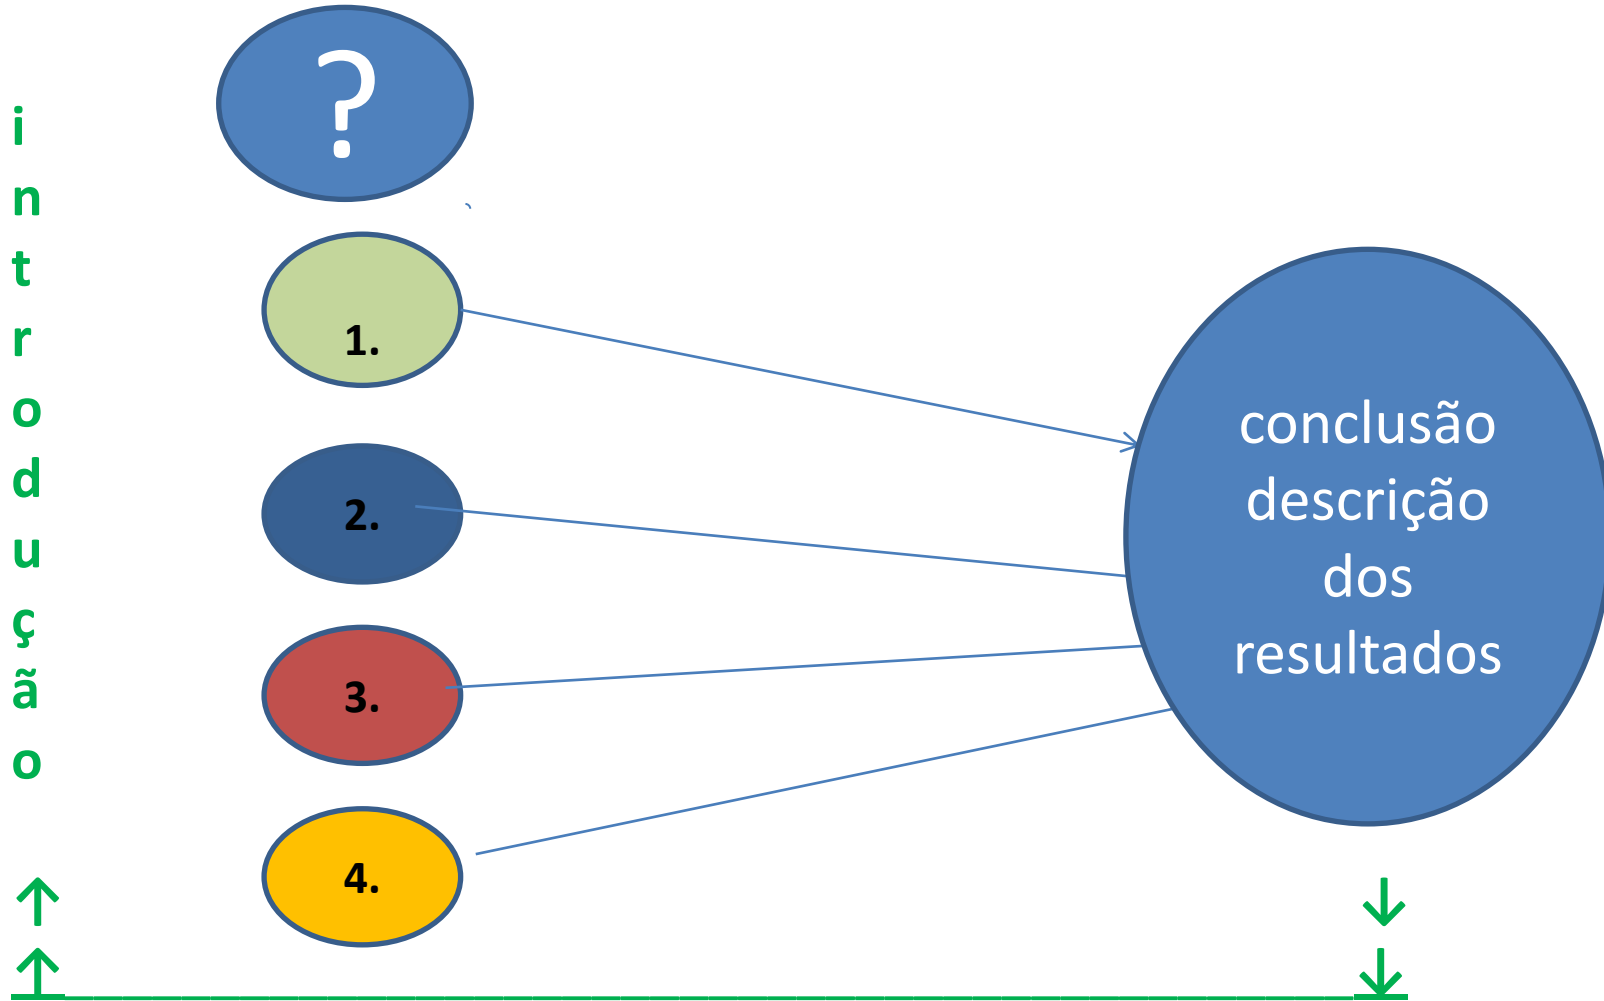 i
n
t
r
o
d
u
ç
ã
o
?
1.
2.
3.
4.
conclusão
descrição
dos
resultados